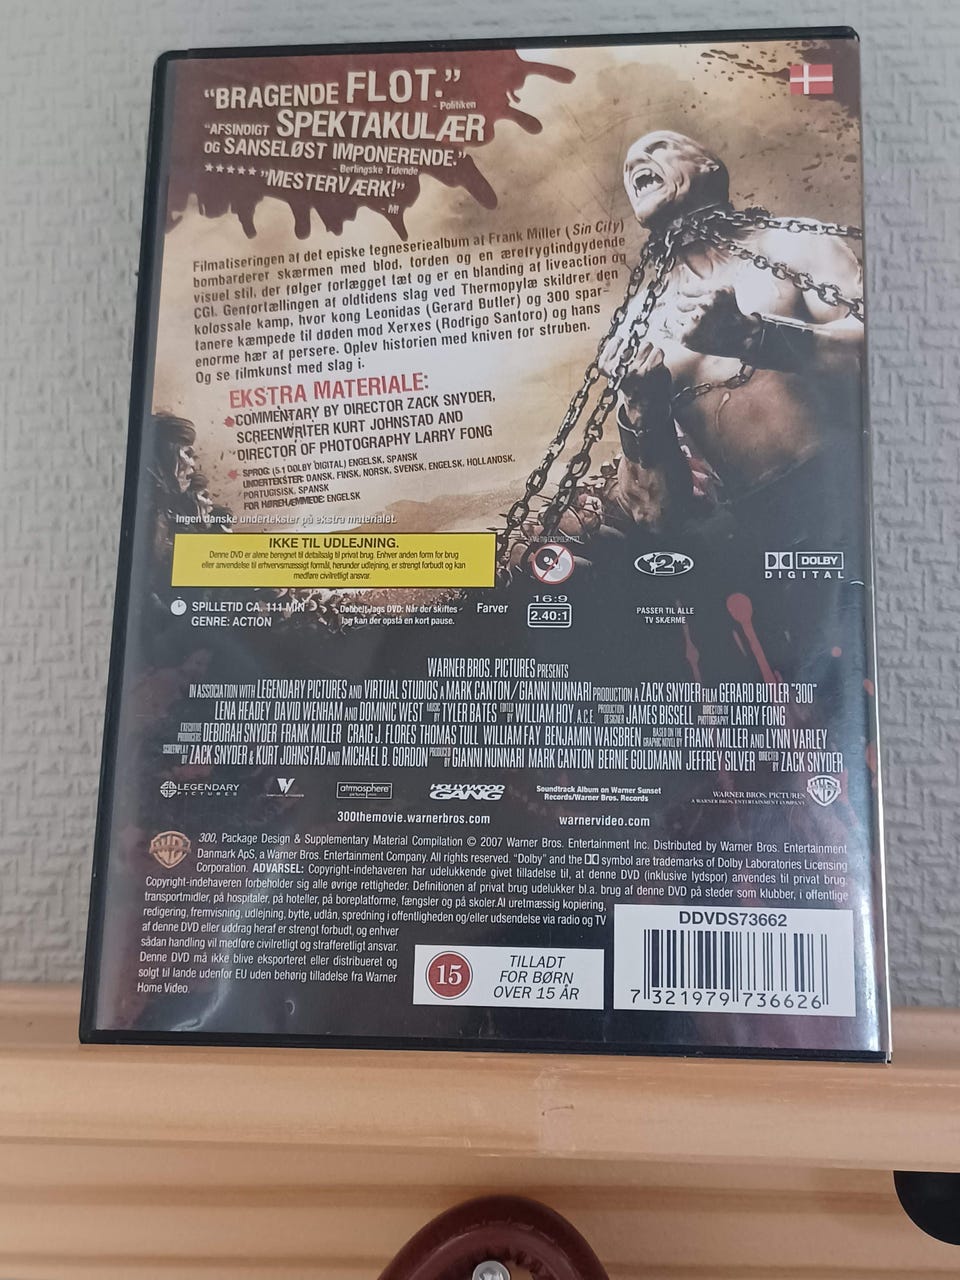 “BRAGENDE FLOT.”
- Politiken
“AFSINDIGT SPEKTAKULÆR
OG SANSELØST IMPONERENDE.”
- Berlingske Tidende
***** ”MESTERVÆRK!”
- M!
Filmatiseringen af det episke tegneseriealbum af Frank Miller (Sin City)
bombarderer skærmen med blod, torden og en ærefrygtindgydende
visuel stil, der følger forlægget tæt og er en blanding af liveaction og
CGI. Genfortællingen af oldtidens slag ved Thermopylæ skildrer den
kolossale kamp, hvor kong Leonidas (Gerard Butler) og 300 spar-
tanere kæmpede til døden mod Xerxes (Rodrigo Santoro) og hans
enorme hær af persere. Oplev historien med kniven for struben.
Og se filmkunst med slag i.
EKSTRA MATERIALE:
COMMENTARY BY DIRECTOR ZACK SNYDER,
SCREENWRITER KURT JOHNSTAD AND
DIRECTOR OF PHOTOGRAPHY LARRY FONG
SPROG: (5.1 DOLBY DIGITAL) ENGELSK, SPANSK
UNDERTEKSTER: DANSK, FINSK, NORSK, SVENSK, ENGELSK, HOLLANDSK,
PORTUGISISK, SPANSK
FOR HØREHÆMMEDE: ENGELSK
Ingen danske undertekster på ekstra materialet.
IKKE TIL UDLEJNING.
Denne DVD er alene beregnet til detailsalg til privat brug. Enhver anden form for brug
eller anvendelse til erhvervsmæssigt formål, herunder udlejning, er strengt forbudt og kan
medføre civilretligt ansvar.
2
DOLBY
DIGITAL
SPILLETID CA. 111 MIN
GENRE: ACTION
Dobbelt-lags DVD: Når der skiftes
lag kan der opstå en kort pause.
Farver
16:9
2.40:1
PASSER TIL ALLE
TV SKÆRME
WARNER BROS. PICTURES PRESENTS
IN ASSOCIATION WITH LEGENDARY PICTURES AND VIRTUAL STUDIOS A MARK CANTON/GIANNI NUNNARI PRODUCTION A ZACK SNYDER FILM GERARD BUTLER "300"
LENA HEADEY DAVID WENHAM AND DOMINIC WEST MUSIC BY TYLER BATES EDITED BY WILLIAM HOY, A.C.E. PRODUCTION DESIGNER JAMES BISSELL DIRECTOR OF PHOTOGRAPHY LARRY FONG
EXECUTIVE PRODUCERS DEBORAH SNYDER FRANK MILLER CRAIG J. FLORES THOMAS TULL WILLIAM FAY BENJAMIN WAISBREN BASED ON THE GRAPHIC NOVEL BY FRANK MILLER AND LYNN VARLEY
SCREENPLAY BY ZACK SNYDER & KURT JOHNSTAD AND MICHAEL B. GORDON PRODUCED BY GIANNI NUNNARI MARK CANTON BERNIE GOLDMANN JEFFREY SILVER DIRECTED BY ZACK SNYDER
LEGENDARY
PICTURES
VIRTUAL STUDIOS
atmosphere
pictures mm
HOLLYWOOD
GANG
Soundtrack Album on Warner Sunset
Records/Warner Bros. Records
WARNER BROS. PICTURES
A WARNER BROS. ENTERTAINMENT COMPANY
300themovie.warnerbros.com
warnervideo.com
300, Package Design & Supplementary Material Compilation © 2007 Warner Bros. Entertainment Inc. Distributed by Warner Bros. Entertainment
Danmark ApS, a Warner Bros. Entertainment Company. All rights reserved. “Dolby” and the symbol are trademarks of Dolby Laboratories Licensing
Corporation. ADVARSEL: Copyright-indehaveren har udelukkende givet tilladelse til, at denne DVD (inklusive lydspor) anvendes til privat brug.
Copyright-indehaveren forbeholder sig alle øvrige rettigheder. Definitionen af privat brug udelukker bl.a. brug af denne DVD på steder som klubber, i offentlige
transportmidler, på hospitaler, på hoteller, på boreplatforme, fængsler og på skoler.Al uretmæssig kopiering,
redigering, fremvisning, udlejning, bytte, udlån, spredning i offentligheden og/eller udsendelse via radio og TV
af denne DVD eller uddrag heraf er strengt forbudt, og enhver
sådan handling vil medføre civilretligt og strafferetligt ansvar.
Denne DVD må ikke blive eksporteret eller distribueret og
solgt til lande udenfor EU uden behørig tilladelse fra Warner
Home Video.
15
TILLADT
FOR BØRN
OVER 15 ÅR
DDVDS73662
7 321979 736626